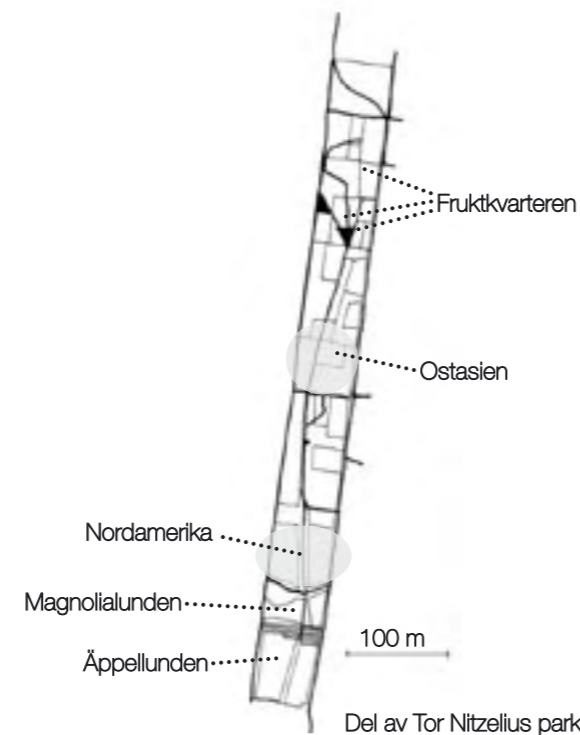 Fruktkvarteren
Ostasien
Nordamerika
Magnolialunden
100 m
Äppellunden
Del av Tor Nitzelius park